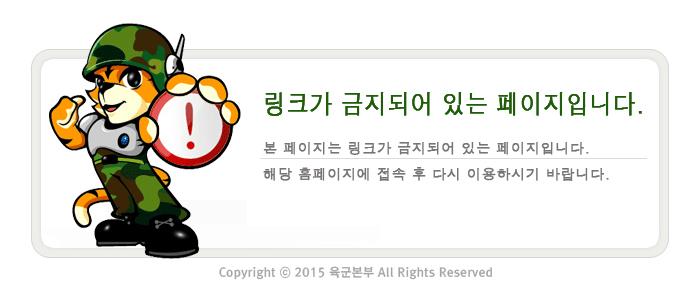 링크가 금지되어 있는 페이지입니다.
본 페이지는 링크가 금지되어 있는 페이지입니다.
해당 홈페이지에 접속 후 다시 이용하시기 바랍니다.
Copyright ⓒ 2015 육군본부 All Rights Reserved